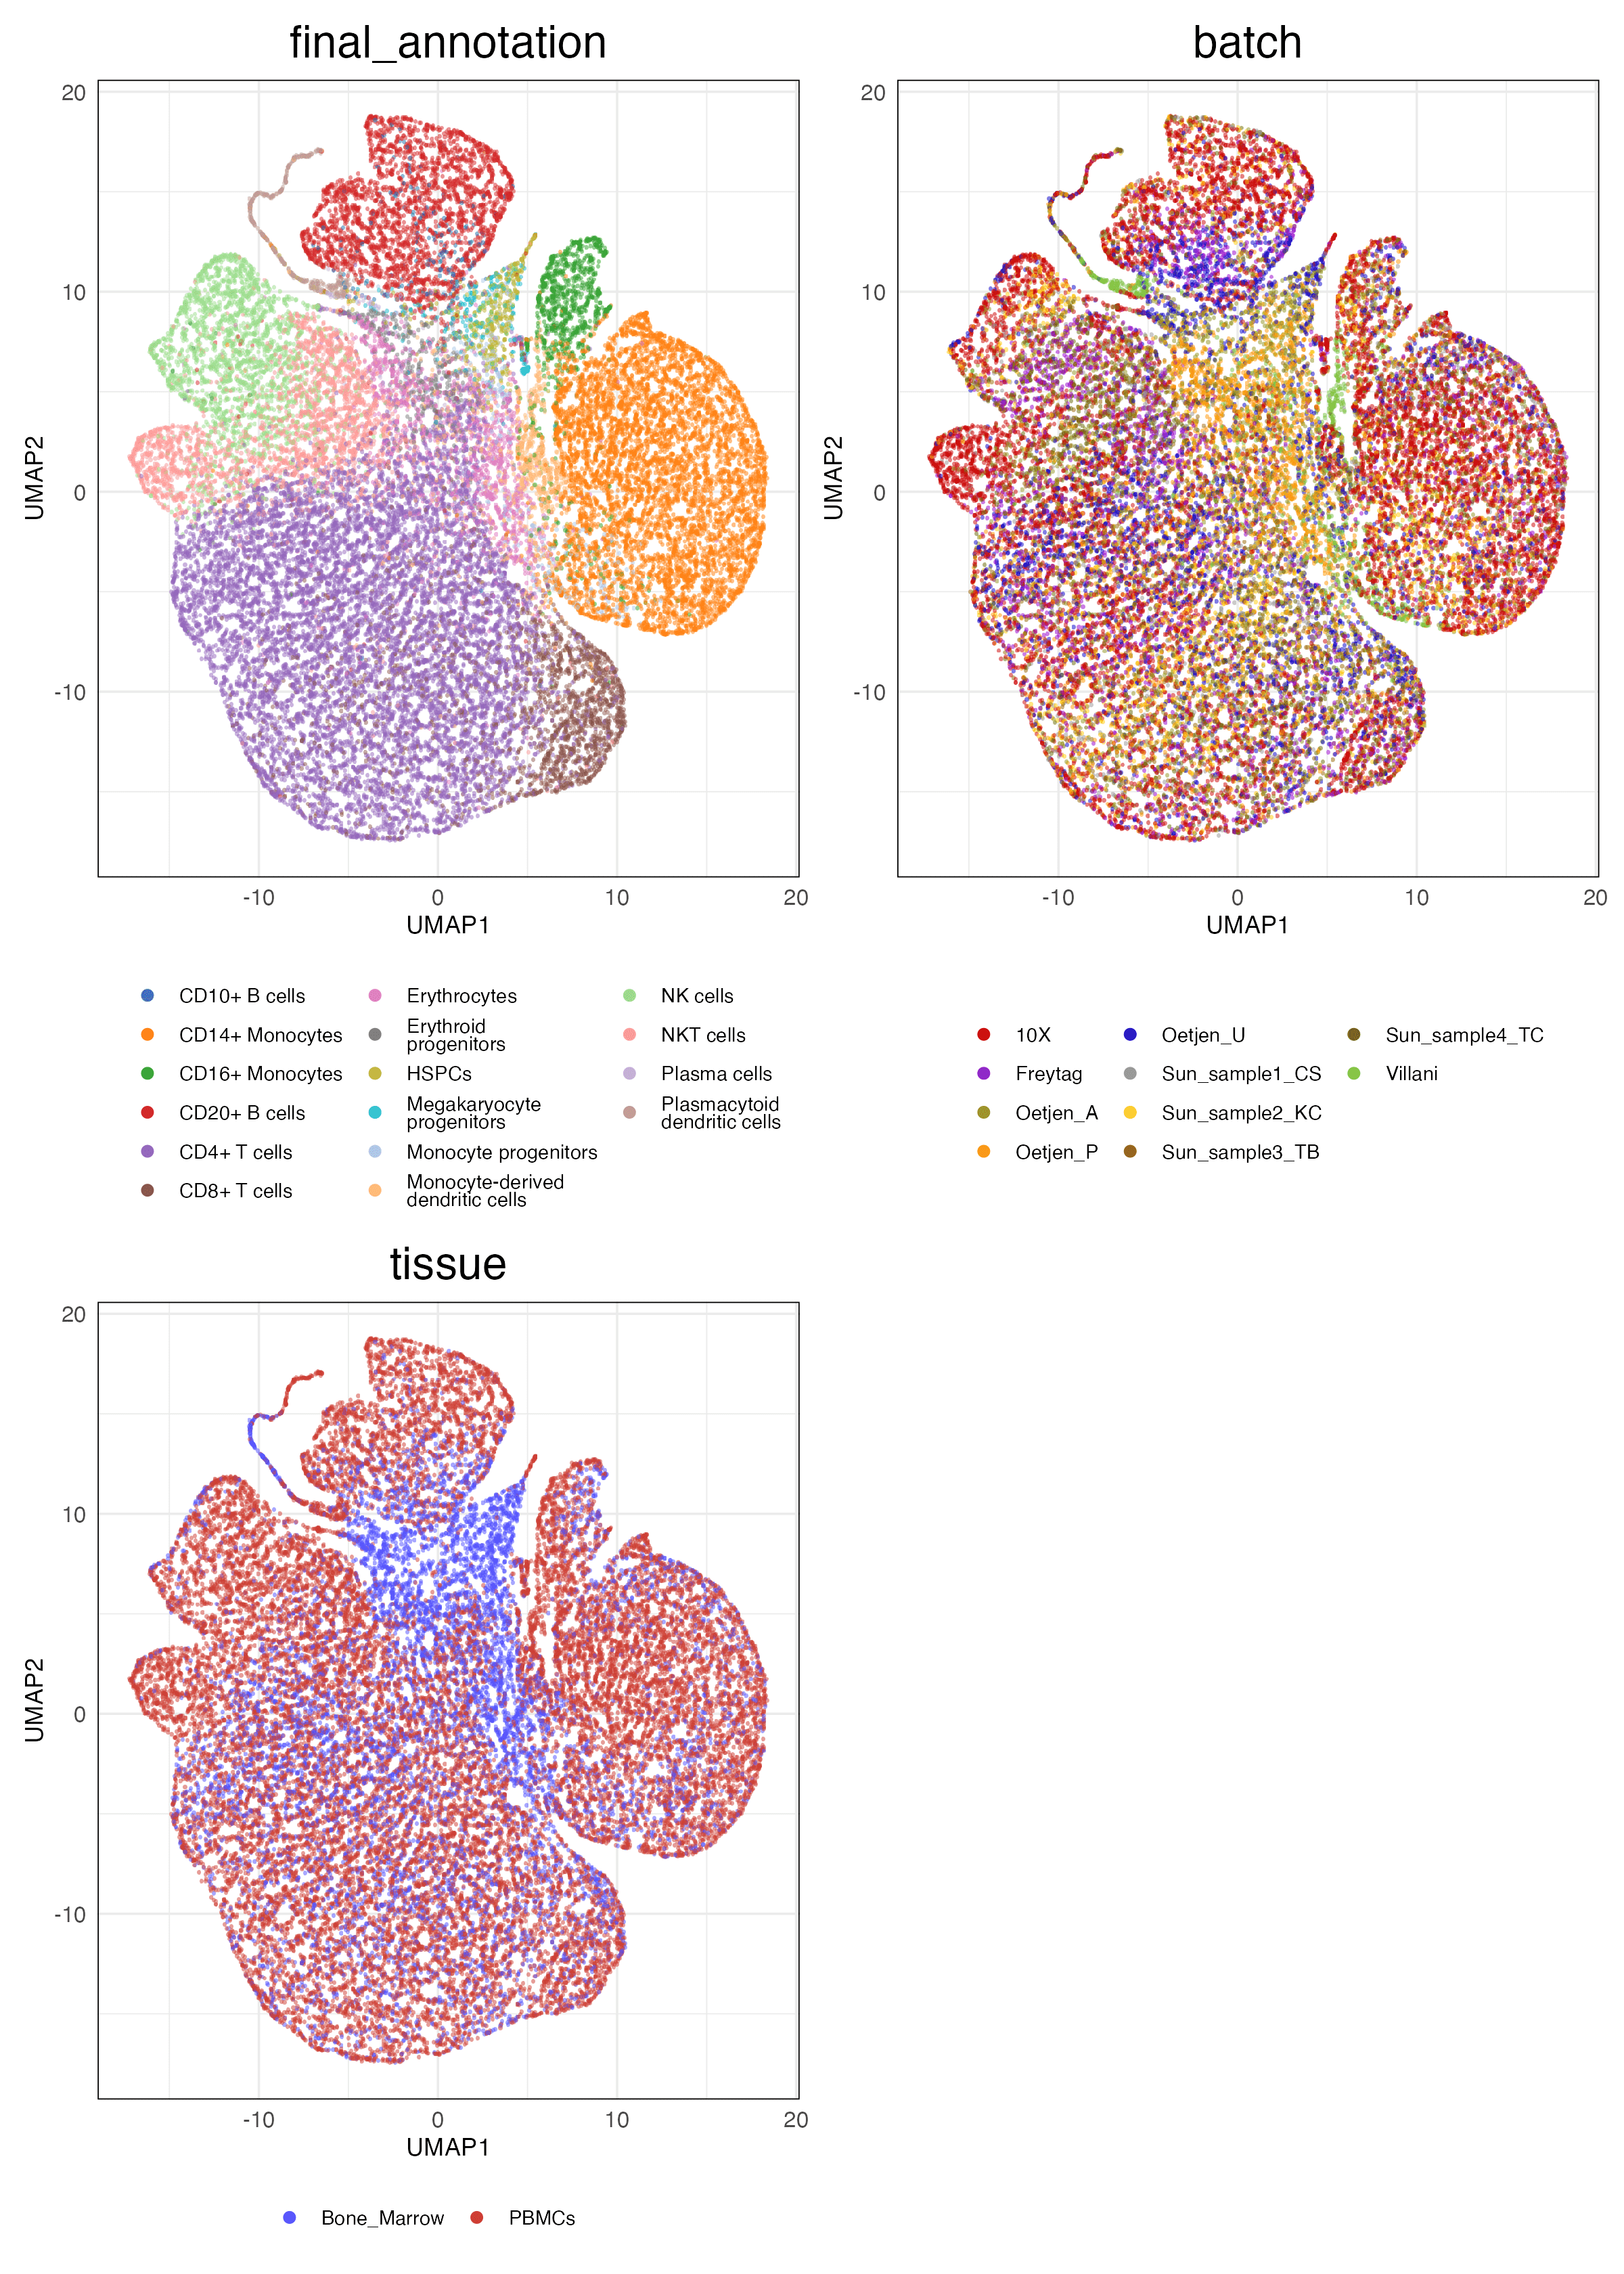 final_annotation
batch
20
10
0
-10
-10
0
10
20
UMAP1
UMAP2
20
10
0
-10
-10
0
10
20
UMAP1
UMAP2
CD10+ B cells
CD14+ Monocytes
CD16+ Monocytes
CD20+ B cells
CD4+ T cells
CD8+ T cells
Erythrocytes
Erythroid
progenitors
HSPCs
Megakaryocyte
progenitors
Monocyte progenitors
Monocyte-derived
dendritic cells
NK cells
NKT cells
Plasma cells
Plasmacytoid
dendritic cells
10X
Freytag
Oetjen_A
Oetjen_P
Oetjen_U
Sun_sample1_CS
Sun_sample2_KC
Sun_sample3_TB
Sun_sample4_TC
Villani
tissue
20
10
0
-10
-10
0
10
20
UMAP1
UMAP2
Bone_Marrow
PBMCs